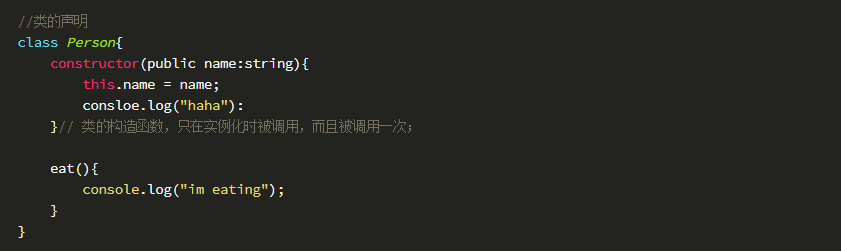 //类的声明
class Person{
constructor(public name:string){
this.name = name;
consloe.log("haha"):
}// 类的构造函数，只在实例化时被调用，而且被调用一次；
eat(){
console.log("im eating");
}
}